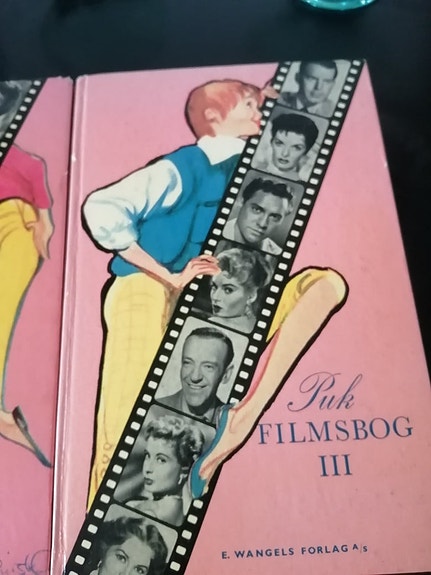 Puk
FILMSBOG
III
E. WANGELS FORLAG A/S